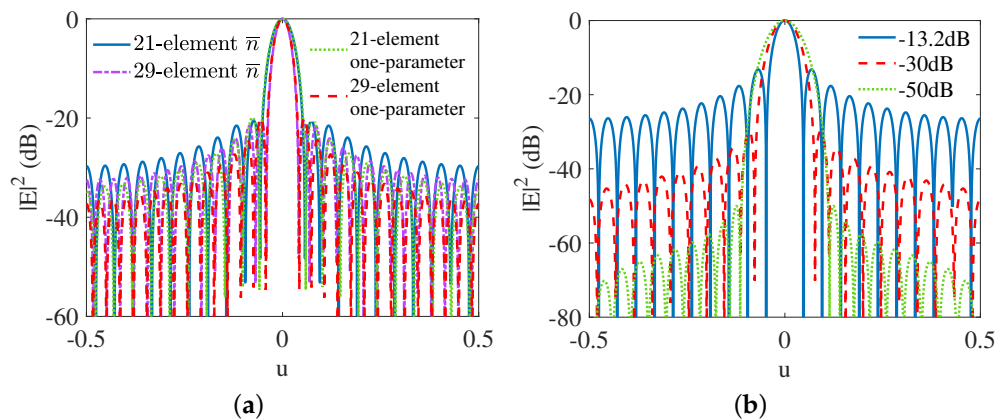 0
-20
-40
-60
|E|² (dB)
21-element n̅
29-element n̅
21-element
one-parameter
29-element
one-parameter
-0.5
0
0.5
u
(a)
0
-20
-40
-60
-80
|E|² (dB)
-13.2dB
-30dB
-50dB
-0.5
0
0.5
u
(b)